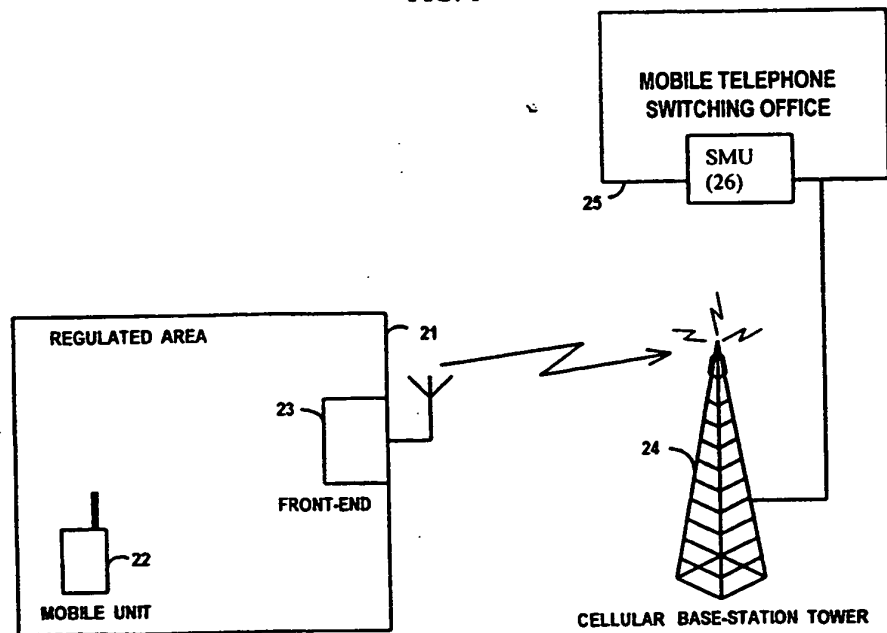 MOBILE TELEPHONE
SWITCHING OFFICE
SMU
(26)
25
REGULATED AREA
21
23
FRONT-END
24
22
MOBILE UNIT
CELLULAR BASE-STATION TOWER